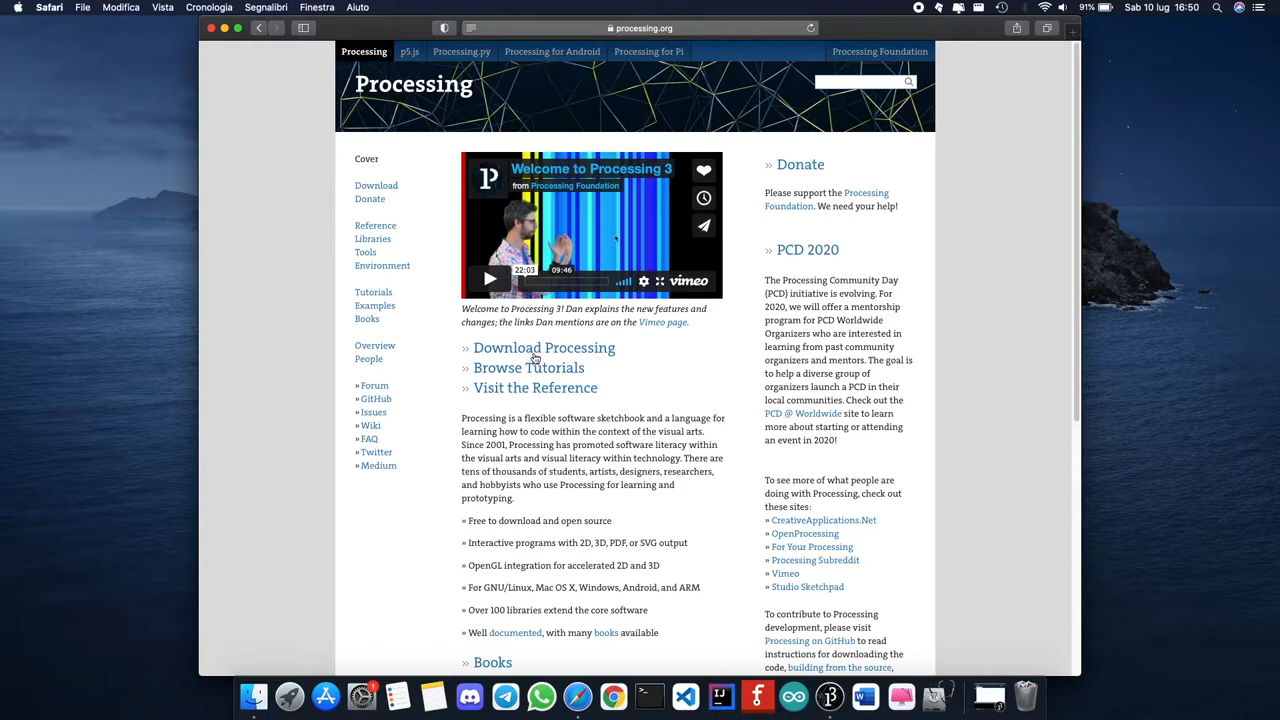 Safari File Modifica Vista Cronologia Segnalibri Finestra Aiuto
Sab 10 Apr 16:50
processing.org
Processing p5.js Processing.py Processing for Android Processing for Pi Processing Foundation
Processing
Cover
Download
Donate
Reference
Libraries
Tools
Environment
Tutorials
Examples
Books
Overview
People
» Forum
» GitHub
» Issues
» Wiki
» FAQ
» Twitter
» Medium
Welcome to Processing 3
from Processing Foundation
22:03 09:46
vimeo
Welcome to Processing 3! Dan explains the new features and
changes; the links Dan mentions are on the Vimeo page.
» Download Processing
» Browse Tutorials
» Visit the Reference
Processing is a flexible software sketchbook and a language for
learning how to code within the context of the visual arts.
Since 2001, Processing has promoted software literacy within
the visual arts and visual literacy within technology. There are
tens of thousands of students, artists, designers, researchers,
and hobbyists who use Processing for learning and
prototyping.
» Free to download and open source
» Interactive programs with 2D, 3D, PDF, or SVG output
» OpenGL integration for accelerated 2D and 3D
» For GNU/Linux, Mac OS X, Windows, Android, and ARM
» Over 100 libraries extend the core software
» Well documented, with many books available
» Books
» Donate
Please support the Processing
Foundation. We need your help!
» PCD 2020
The Processing Community Day
(PCD) initiative is evolving. For
2020, we will offer a mentorship
program for PCD Worldwide
Organizers who are interested in
learning from past community
organizers and mentors. The goal is
to help a diverse group of
organizers launch a PCD in their
local communities. Check out the
PCD @ Worldwide site to learn
more about starting or attending
an event in 2020!
To see more of what people are
doing with Processing, check out
these sites:
» CreativeApplications.Net
» OpenProcessing
» For Your Processing
» Processing Subreddit
» Vimeo
» Studio Sketchpad
To contribute to Processing
development, please visit
Processing on GitHub to read
instructions for downloading the
code, building from the source,